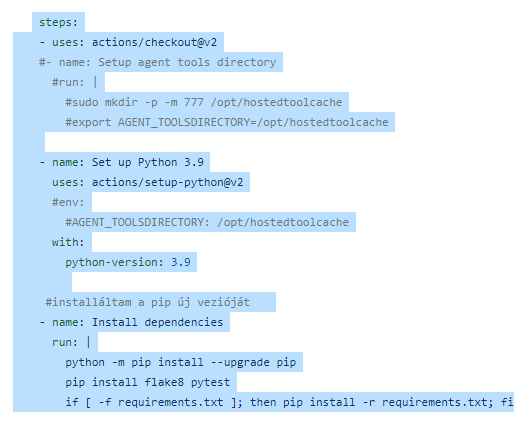 steps:
- uses: actions/checkout@v2
#- name: Setup agent tools directory
#run: |
#sudo mkdir -p -m 777 /opt/hostedtoolcache
#export AGENT_TOOLSDIRECTORY=/opt/hostedtoolcache
- name: Set up Python 3.9
uses: actions/setup-python@v2
#env:
#AGENT_TOOLSDIRECTORY: /opt/hostedtoolcache
with:
python-version: 3.9
#installáltam a pip új vezióját
- name: Install dependencies
run: |
python -m pip install --upgrade pip
pip install flake8 pytest
if [ -f requirements.txt ]; then pip install -r requirements.txt; fi